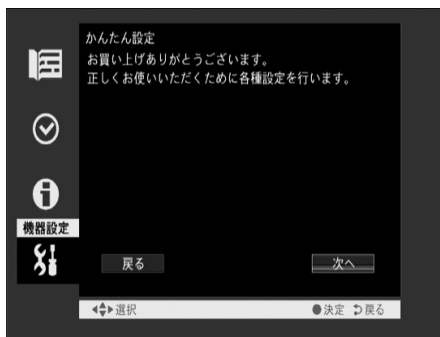 かんたん設定
お買い上げありがとうございます。
正しくお使いいただくために各種設定を行います。
機器設定
戻る
次へ
選択
決定
戻る